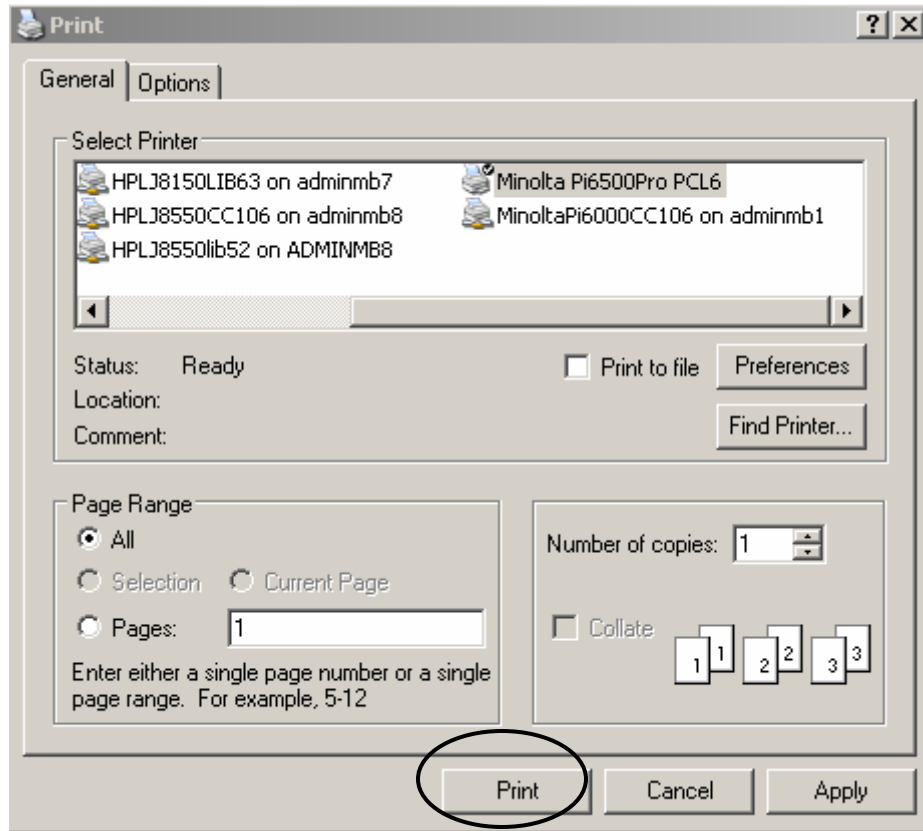 Print
General Options
Select Printer
HPLJ8150LIB63 on adminmb7 Minolta Pi6500Pro PCL6
HPLJ8550CC106 on adminmb8 MinoltaPi6000CC106 on adminmb1
HPLJ8550lib52 on ADMINMB8
Status: Ready Print to file Preferences
Location:
Comment: Find Printer...
Page Range
All
Selection Current Page
Pages: 1
Enter either a single page number or a single
page range. For example, 5-12
Number of copies: 1
Collate
1 1 2 2 3 3
Print Cancel Apply